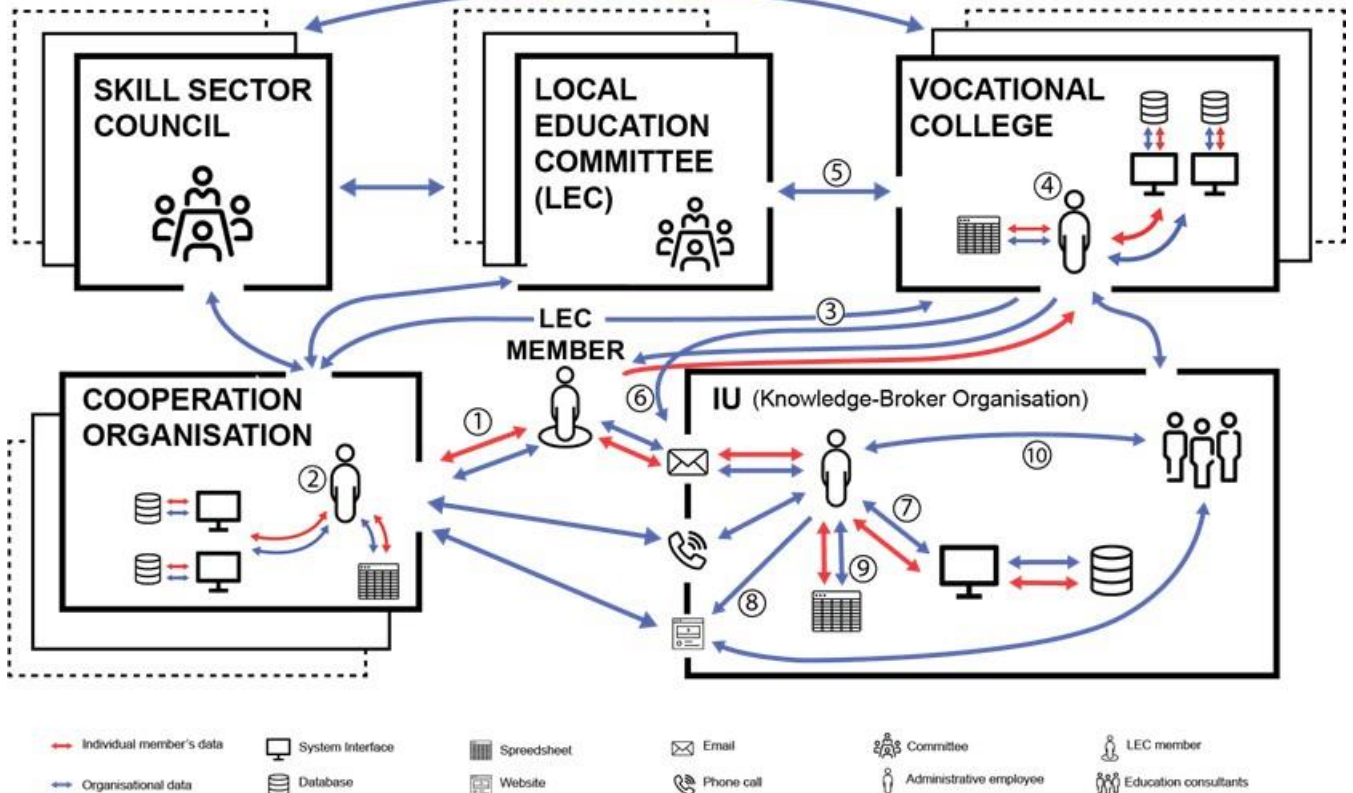 SKILL SECTOR
COUNCIL
LOCAL
EDUCATION
COMMITTEE
(LEC)
VOCATIONAL
COLLEGE
5
4
3
LEC
MEMBER
COOPERATION
ORGANISATION
1
2
6
IU (Knowledge-Broker Organisation)
10
7
9
8
Individual member's data
System Interface
Spreedsheet
Email
Committee
LEC member
Organisational data
Database
Website
Phone call
Administrative employee
Education consultants